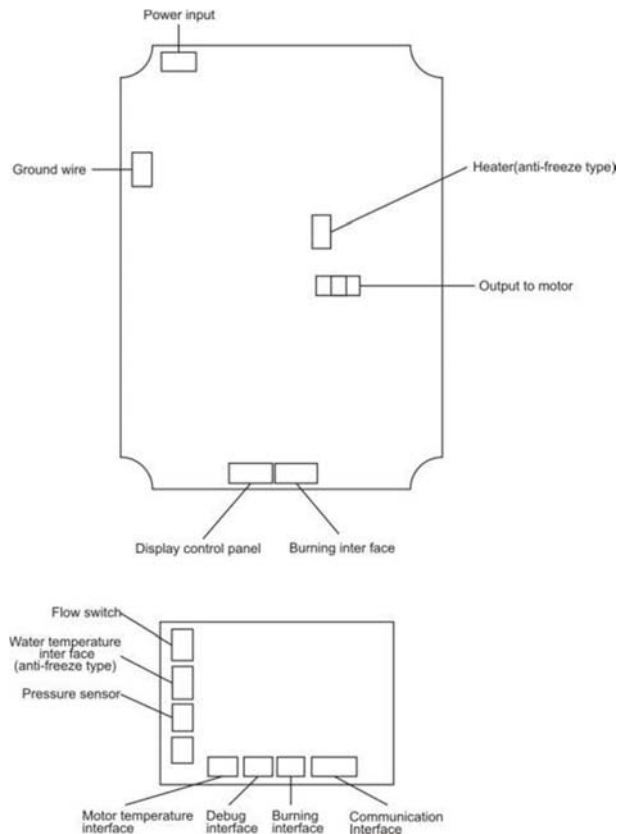 Power input
Ground wire
Heater(anti-freeze type)
Output to motor
Display control panel
Burning inter face
Flow switch
Water temperature
inter face
(anti-freeze type)
Pressure sensor
Motor temperature
interface
Debug
interface
Burning
interface
Communication
Interface